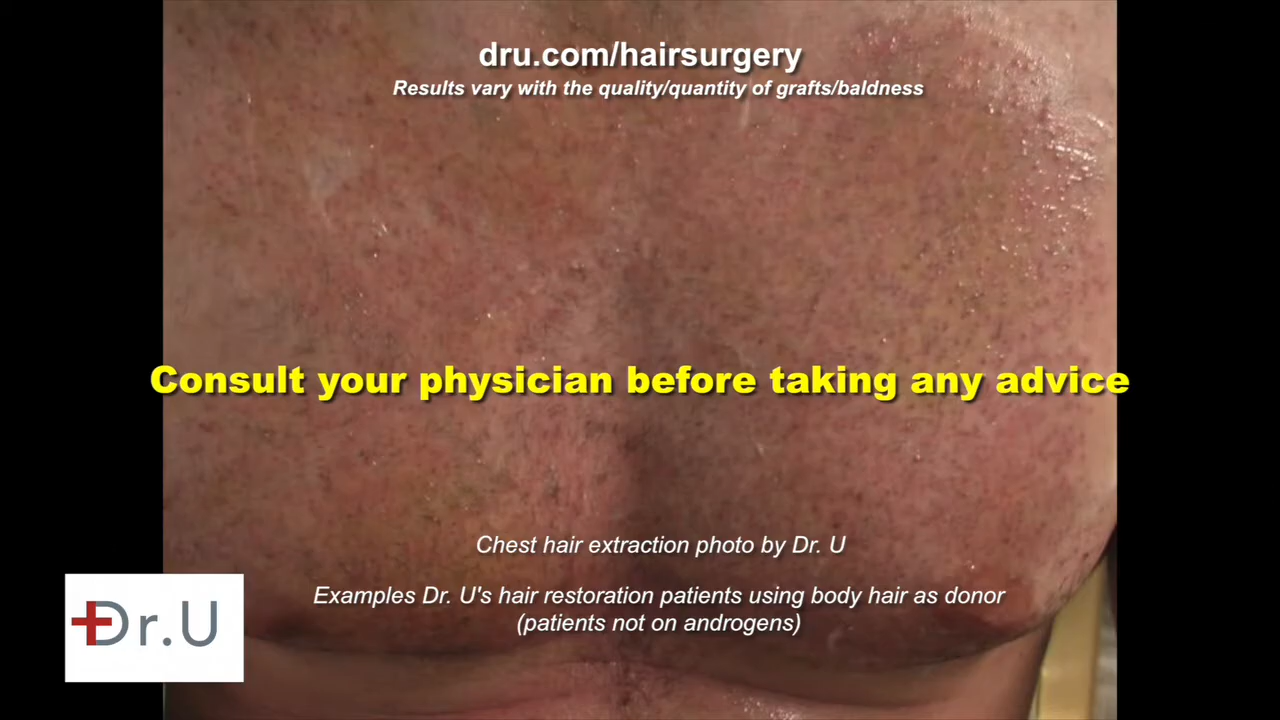 dru.com/hairsurgery
Results vary with the quality/quantity of grafts/baldness
Consult your physician before taking any advice
Chest hair extraction photo by Dr. U
Examples Dr. U's hair restoration patients using body hair as donor
(patients not on androgens)
Dr.U